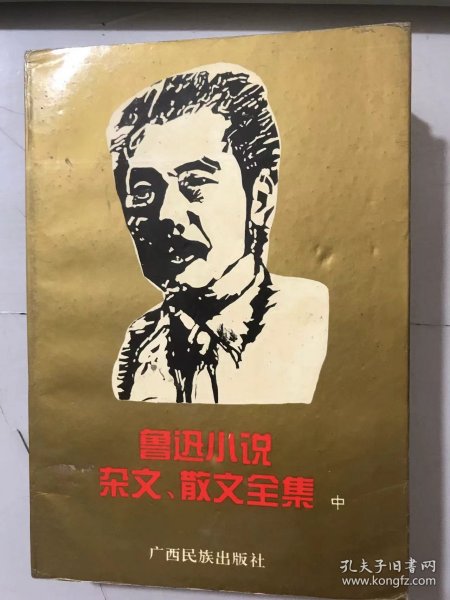 鲁迅小说
杂文、散文全集 中
广西民族出版社
孔夫子旧书网
www.kongfz.com